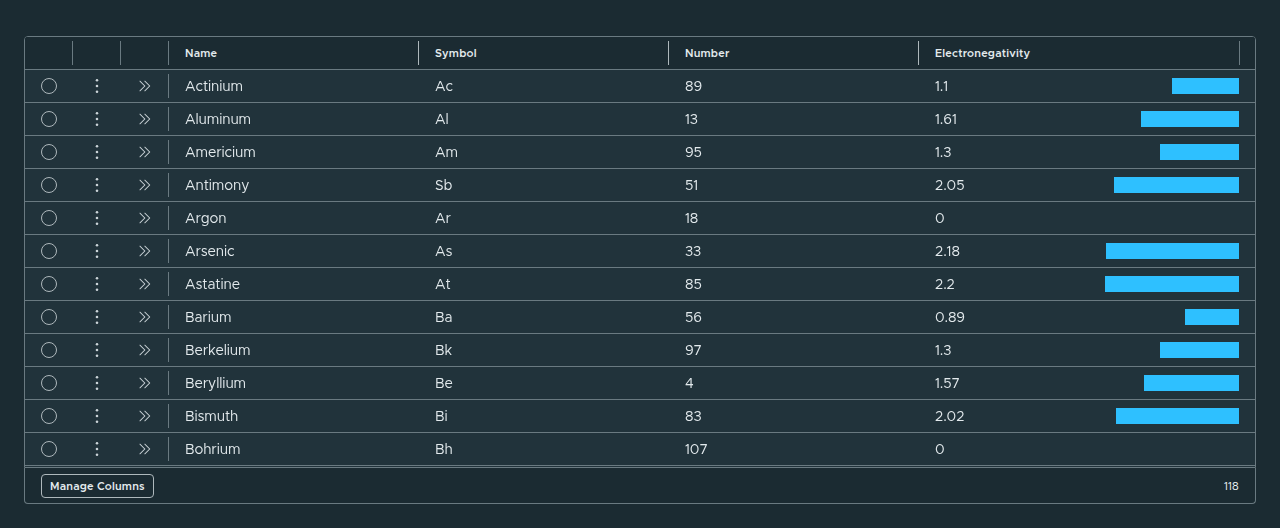 Name Symbol Number Electronegativity
Actinium Ac 89 1.1
Aluminum Al 13 1.61
Americium Am 95 1.3
Antimony Sb 51 2.05
Argon Ar 18 0
Arsenic As 33 2.18
Astatine At 85 2.2
Barium Ba 56 0.89
Berkelium Bk 97 1.3
Beryllium Be 4 1.57
Bismuth Bi 83 2.02
Bohrium Bh 107 0
Manage Columns 118